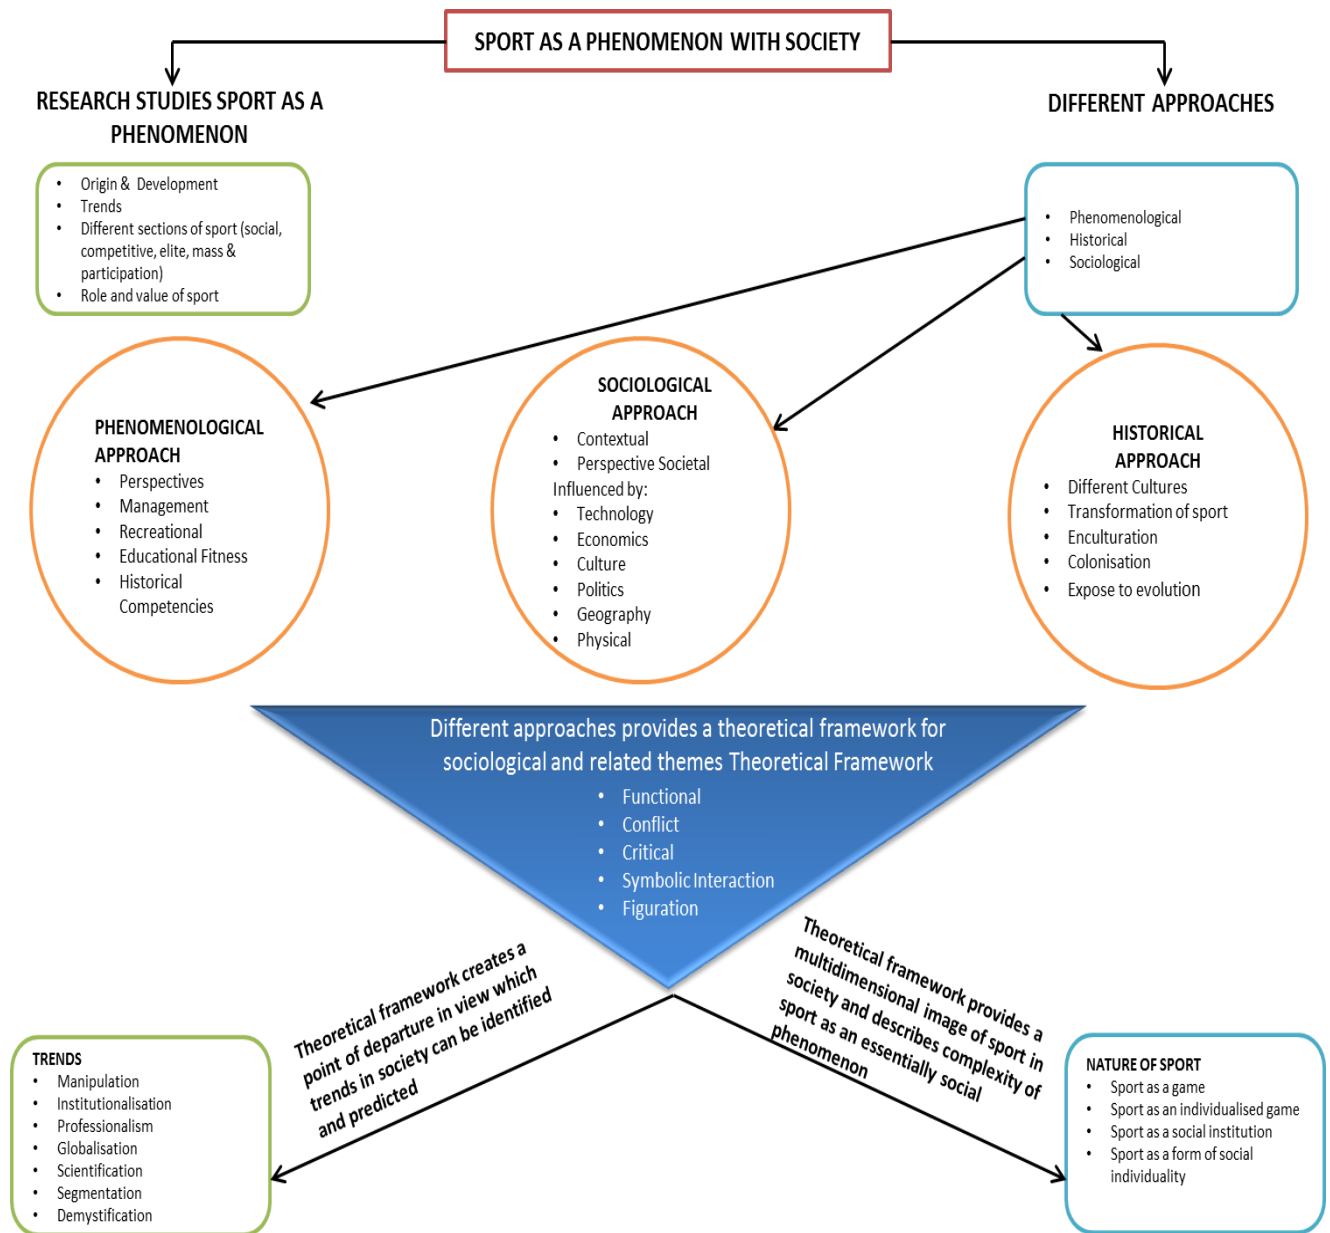 SPORT AS A PHENOMENON WITH SOCIETY
RESEARCH STUDIES SPORT AS A
PHENOMENON
• Origin & Development
• Trends
• Different sections of sport (social,
competitive, elite, mass &
participation)
• Role and value of sport
DIFFERENT APPROACHES
• Phenomenological
• Historical
• Sociological
PHENOMENOLOGICAL
APPROACH
• Perspectives
• Management
• Recreational
• Educational Fitness
• Historical
Competencies
SOCIOLOGICAL
APPROACH
• Contextual
• Perspective Societal
Influenced by:
• Technology
• Economics
• Culture
• Politics
• Geography
• Physical
HISTORICAL
APPROACH
• Different Cultures
• Transformation of sport
• Enculturation
• Colonisation
• Expose to evolution
Different approaches provides a theoretical framework for
sociological and related themes Theoretical Framework
• Functional
• Conflict
• Critical
• Symbolic Interaction
• Figuration
Theoretical framework creates a
point of departure in view which
trends in society can be identified
and predicted
Theoretical framework provides a
multidimensional image of sport in
society and describes complexity of
sport as an essentially social
phenomenon
TRENDS
• Manipulation
• Institutionalisation
• Professionalism
• Globalisation
• Scientification
• Segmentation
• Demystification
NATURE OF SPORT
• Sport as a game
• Sport as an individualised game
• Sport as a social institution
• Sport as a form of social
individuality